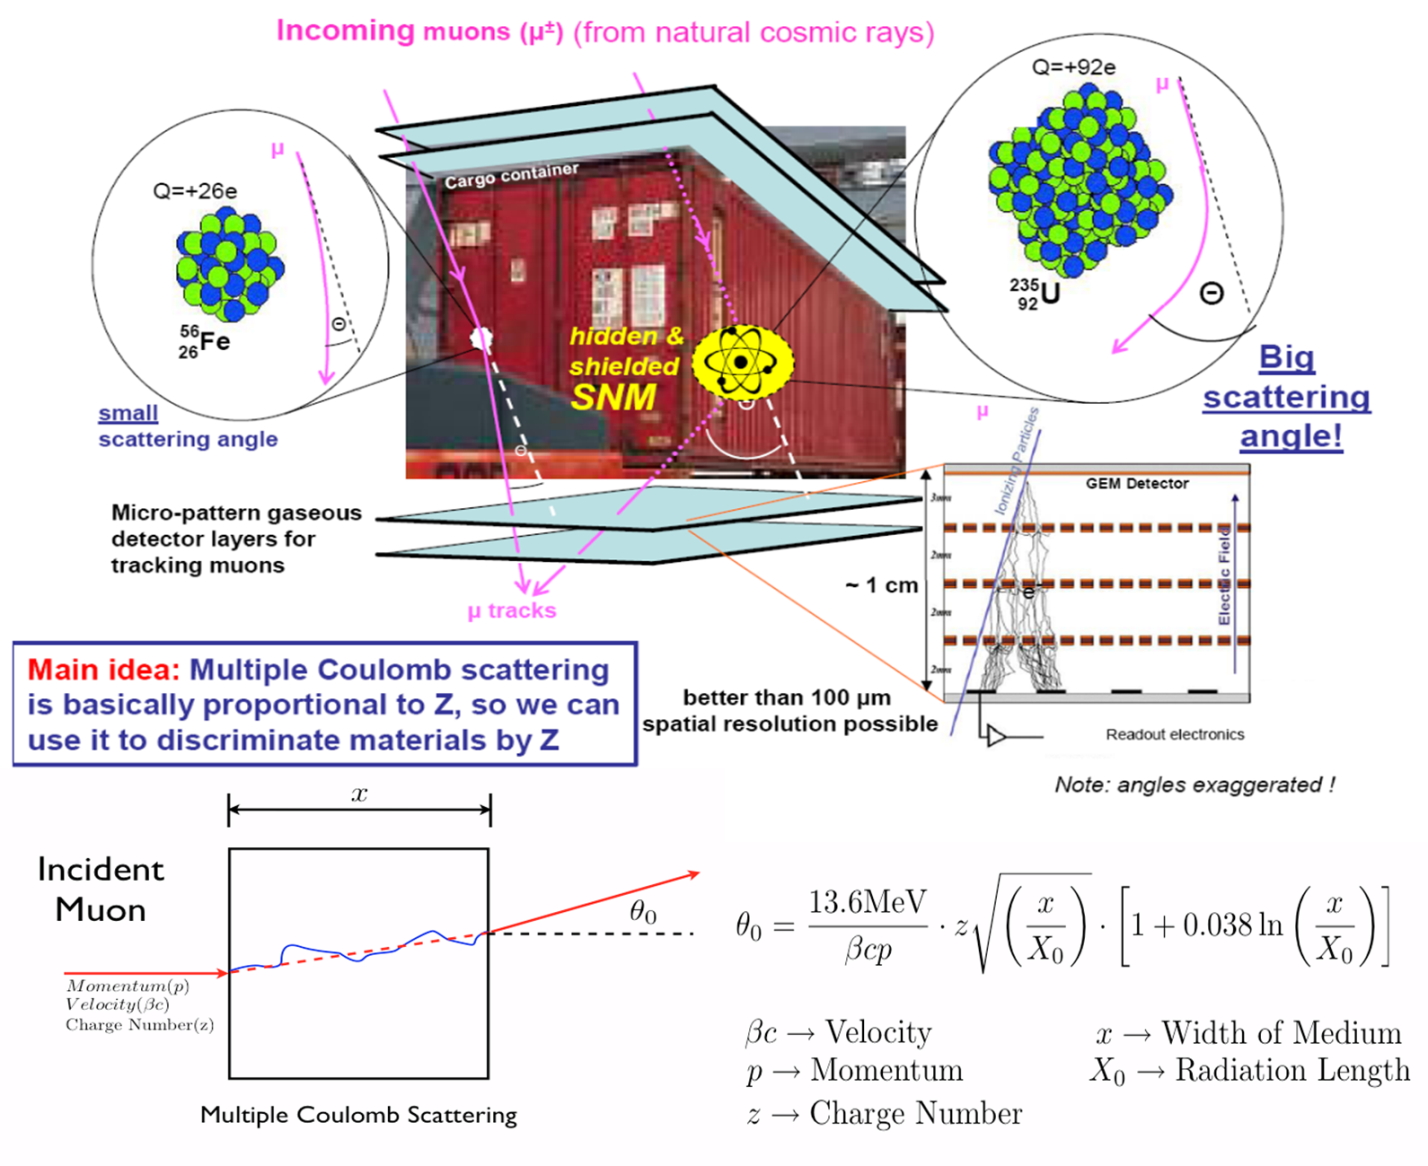 Incoming muons (μ±) (from natural cosmic rays)
Q=+92e
μ
μ
Q=+26e
Cargo container
Θ
56
26Fe
235
92U
Θ
hidden &
shielded
SNM
Θ
Θ
small
scattering angle
Big
scattering
angle!
μ
Ionizing Particles
GEM Detector
3mm
2mm
2mm
2mm
e⁻
Electric Field
~ 1 cm
Micro-pattern gaseous
detector layers for
tracking muons
μ tracks
Main idea: Multiple Coulomb scattering
is basically proportional to Z, so we can
use it to discriminate materials by Z
better than 100 μm
spatial resolution possible
Readout electronics
Note: angles exaggerated !
x
Incident
Muon
θ₀
Momentum(p)
Velocity(βc)
Charge Number(z)
Multiple Coulomb Scattering
θ₀ = 13.6MeV / βcp · z √(x / X₀) · [1 + 0.038 ln (x / X₀)]
βc → Velocity
p → Momentum
z → Charge Number
x → Width of Medium
X₀ → Radiation Length